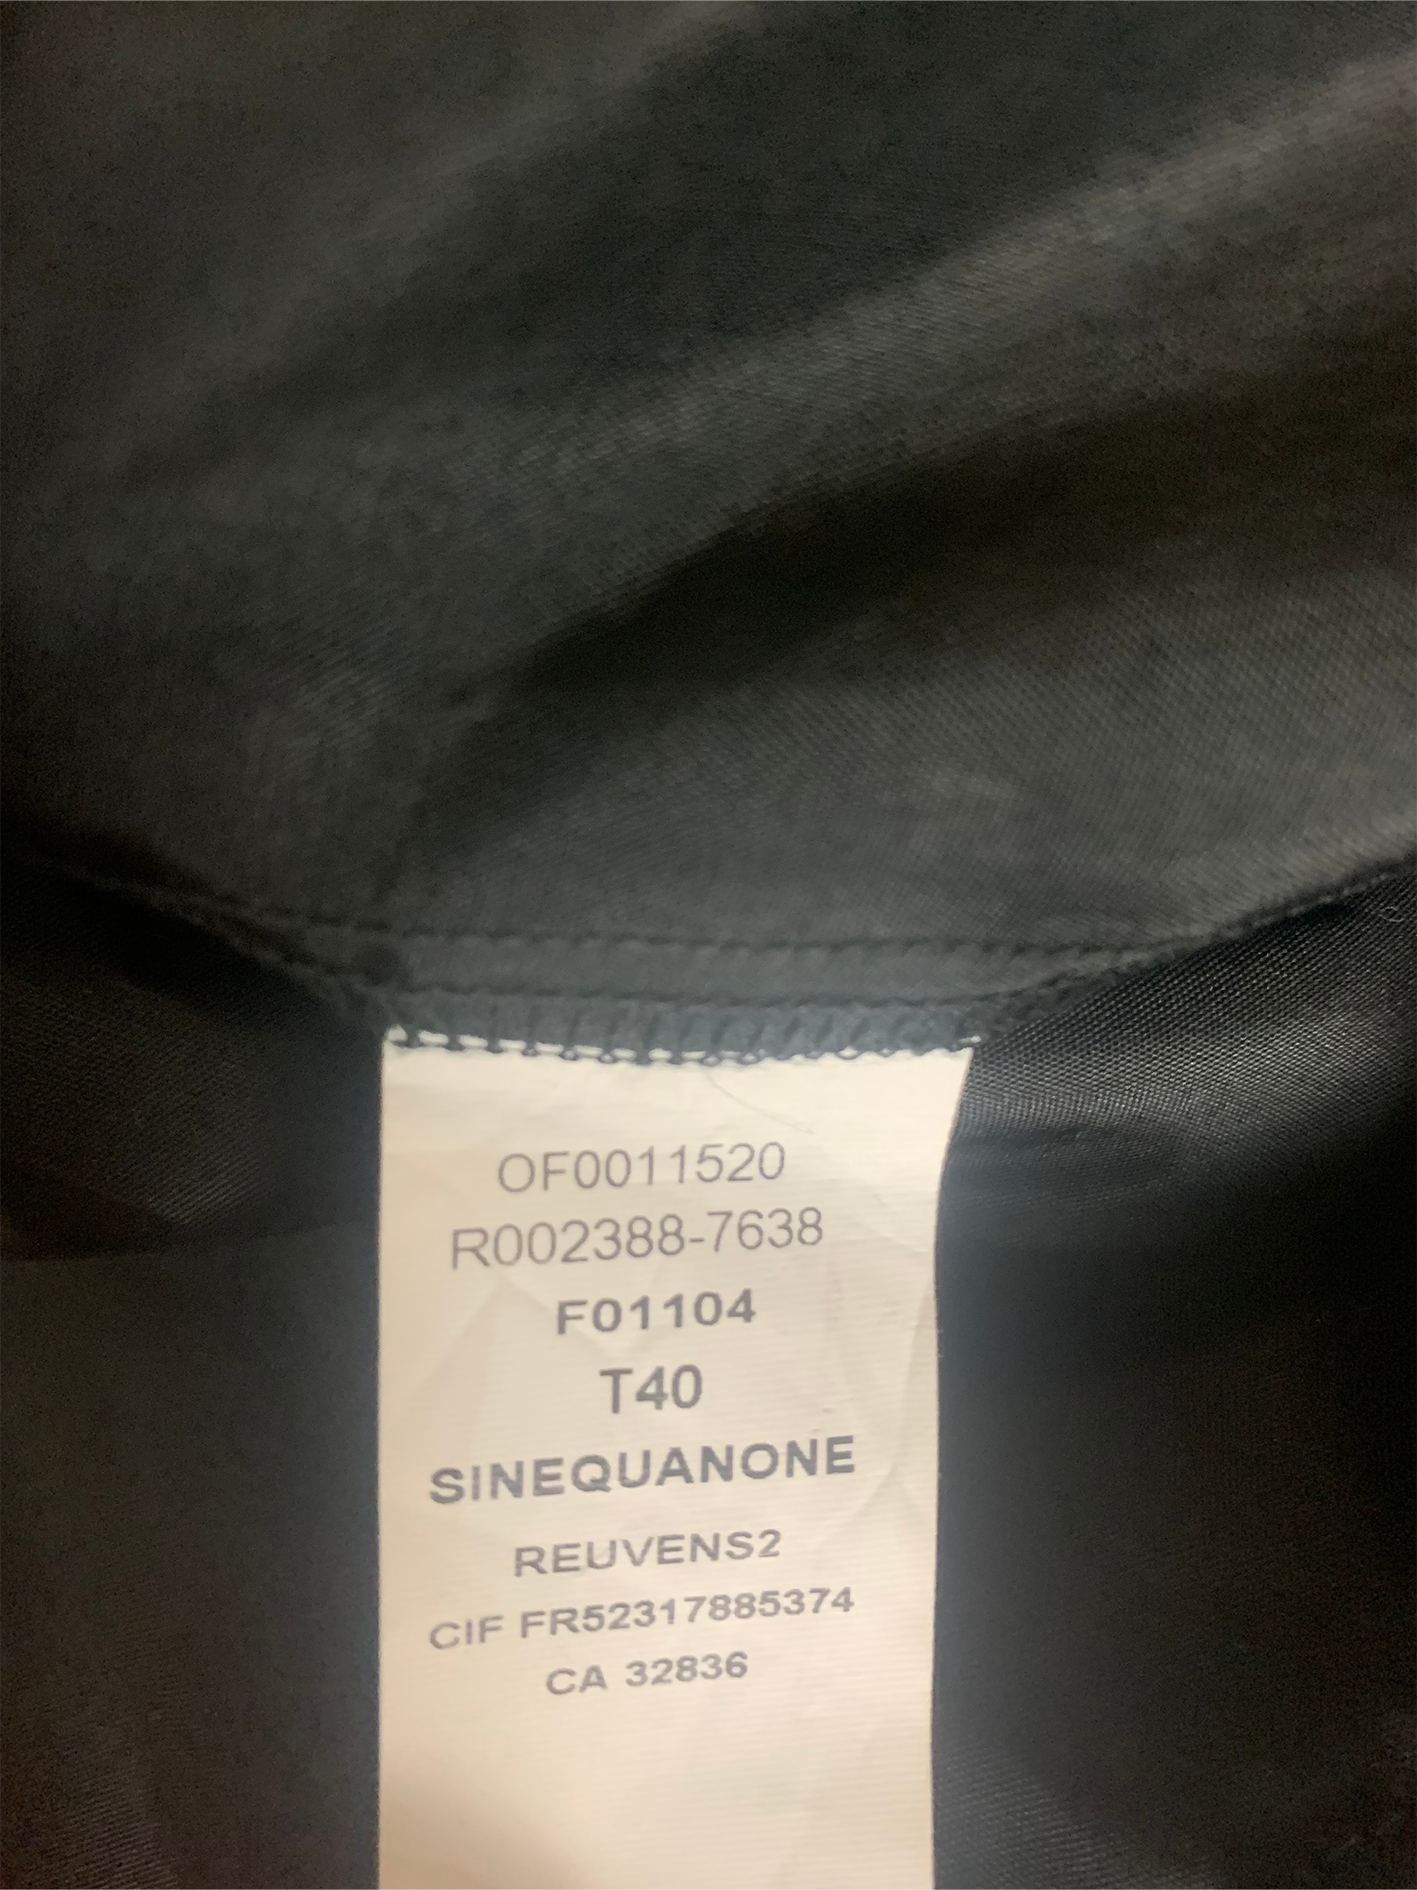 OF0011520
R002388-7638
F01104
T40
SINEQUANONE
REUVENS2
CIF FR52317885374
CA 32836